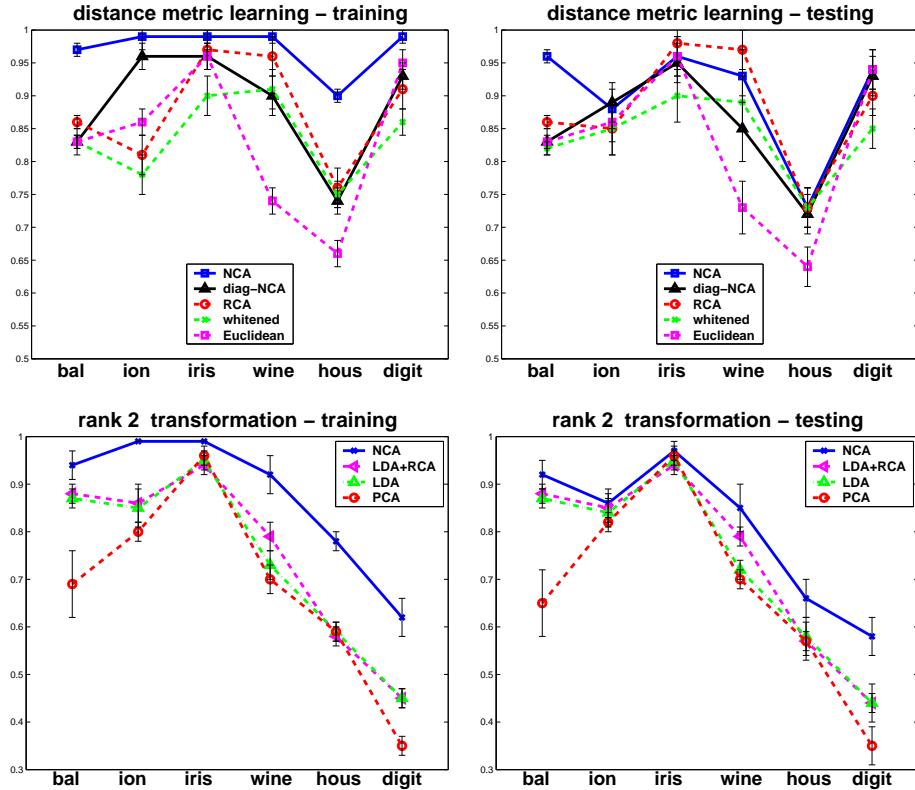 distance metric learning – training
1
0.95
0.9
0.85
0.8
0.75
0.7
0.65
0.6
0.55
0.5
NCA
diag–NCA
RCA
whitened
Euclidean
bal ion iris wine hous digit
distance metric learning – testing
1
0.95
0.9
0.85
0.8
0.75
0.7
0.65
0.6
0.55
0.5
NCA
diag–NCA
RCA
whitened
Euclidean
bal ion iris wine hous digit
rank 2 transformation – training
1
0.9
0.8
0.7
0.6
0.5
0.4
0.3
NCA
LDA+RCA
LDA
PCA
bal ion iris wine hous digit
rank 2 transformation – testing
1
0.9
0.8
0.7
0.6
0.5
0.4
0.3
NCA
LDA+RCA
LDA
PCA
bal ion iris wine hous digit